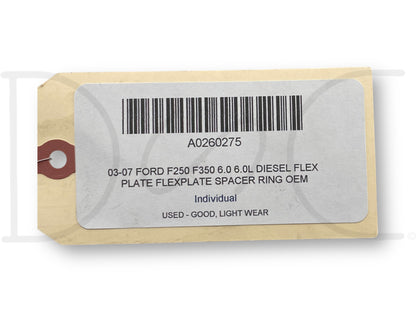 A0260275
03-07 FORD F250 F350 6.0 6.0L DIESEL FLEX
PLATE FLEXPLATE SPACER RING OEM
Individual
USED - GOOD, LIGHT WEAR